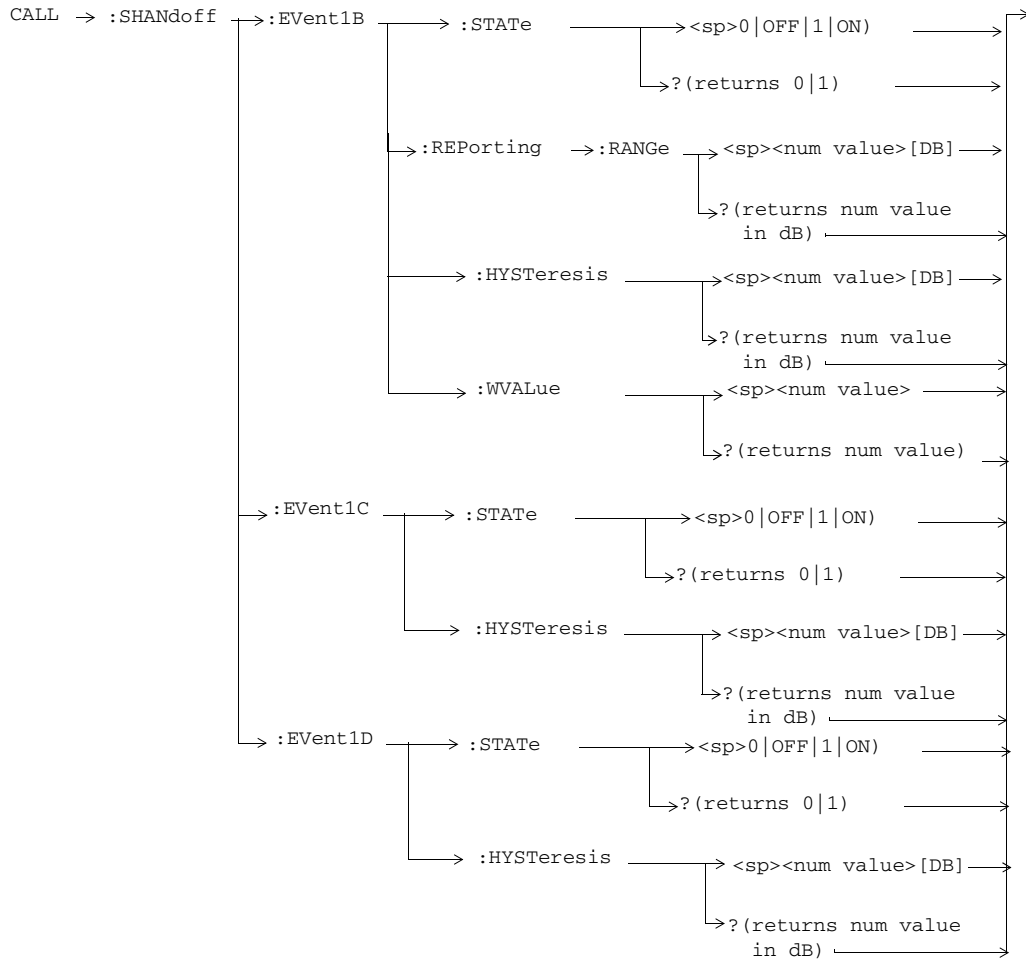 CALL :SHANdoff :EVent1B :STATe <sp>0|OFF|1|ON)
?(returns 0|1)
:REPorting :RANGe <sp><num value>[DB]
?(returns num value
in dB)
:HYSTeresis <sp><num value>[DB]
?(returns num value
in dB)
:WVALue <sp><num value>
?(returns num value)
:EVent1C :STATe <sp>0|OFF|1|ON)
?(returns 0|1)
:HYSTeresis <sp><num value>[DB]
?(returns num value
in dB)
:EVent1D :STATe <sp>0|OFF|1|ON)
?(returns 0|1)
:HYSTeresis <sp><num value>[DB]
?(returns num value
in dB)